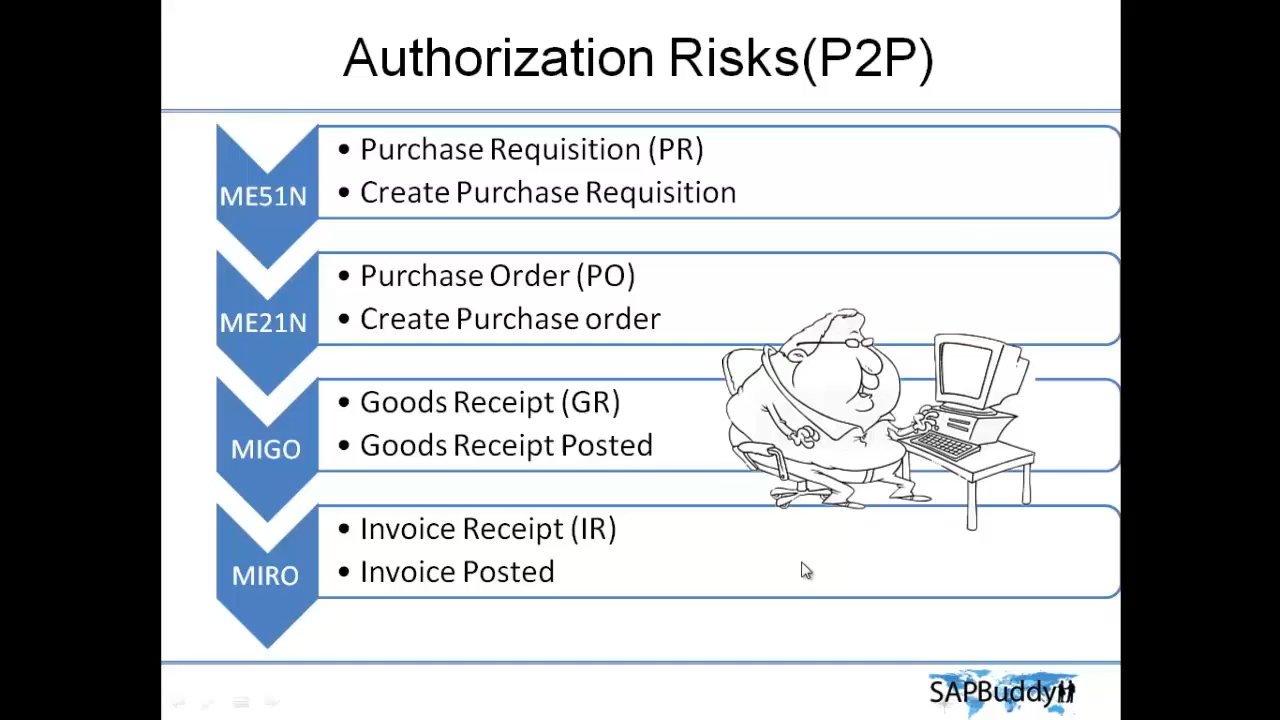 Authorization Risks(P2P)
ME51N
• Purchase Requisition (PR)
• Create Purchase Requisition
ME21N
• Purchase Order (PO)
• Create Purchase order
MIGO
• Goods Receipt (GR)
• Goods Receipt Posted
MIRO
• Invoice Receipt (IR)
• Invoice Posted
SAPBuddy